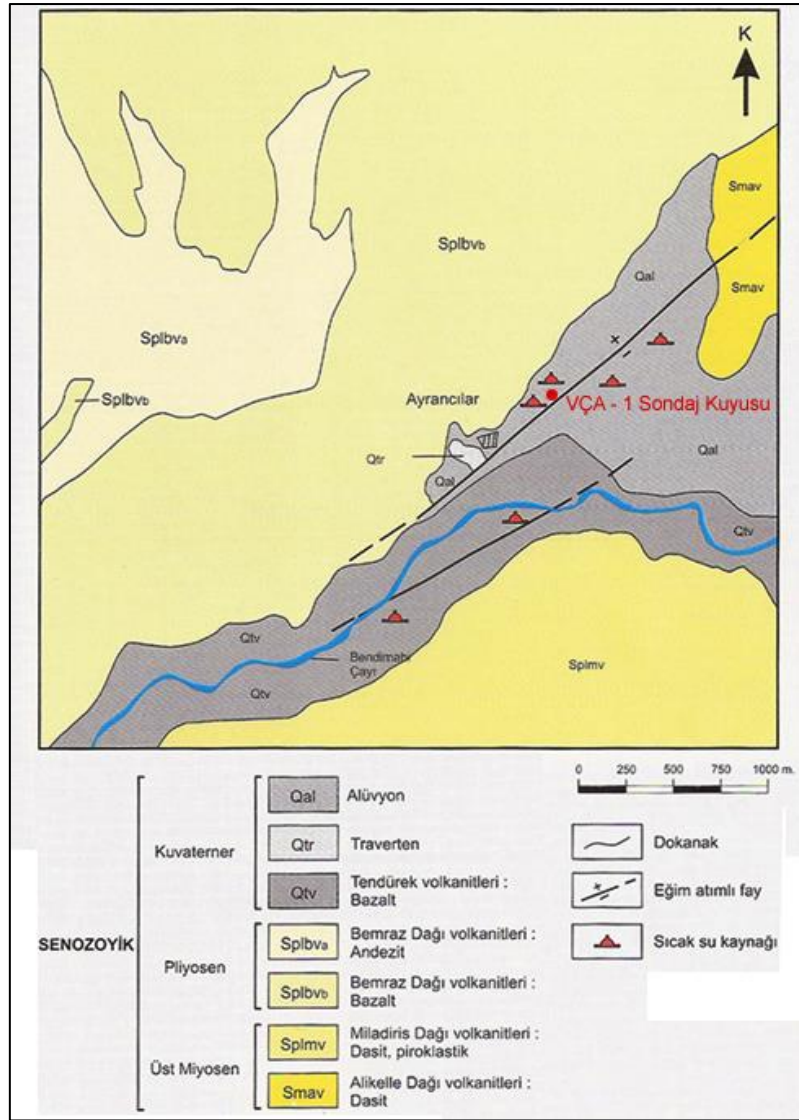 K
Smav
Splbvb
Qal
Smav
Splbva
Splbvb
Ayrancılar
VÇA - 1 Sondaj Kuyusu
Qtr
Qal
Qal
Qtv
Qtv
Bendimahi
Çayı
Qtv
Splmv
0 250 500 750 1000 m.
SENOZOYİK
Kuvaterner
Qal Alüvyon
Qtr Traverten
Qtv Tendürek volkanitleri :
Bazalt
Pliyosen
Splbva Bemraz Dağı volkanitleri :
Andezit
Splbvb Bemraz Dağı volkanitleri :
Bazalt
Üst Miyosen
Splmv Miladiris Dağı volkanitleri :
Dasit, piroklastik
Smav Alikelle Dağı volkanitleri :
Dasit
Dokanak
Eğim atımlı fay
Sıcak su kaynağı